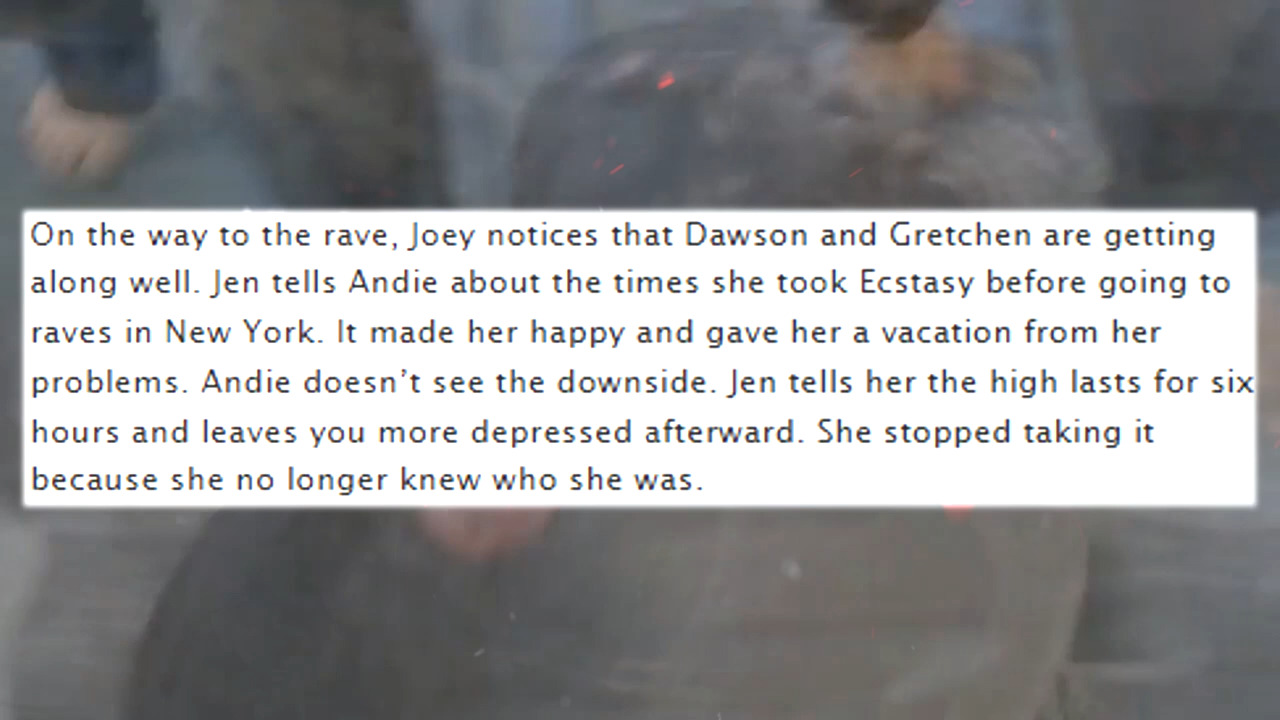 On the way to the rave, Joey notices that Dawson and Gretchen are getting
along well. Jen tells Andie about the times she took Ecstasy before going to
raves in New York. It made her happy and gave her a vacation from her
problems. Andie doesn’t see the downside. Jen tells her the high lasts for six
hours and leaves you more depressed afterward. She stopped taking it
because she no longer knew who she was.